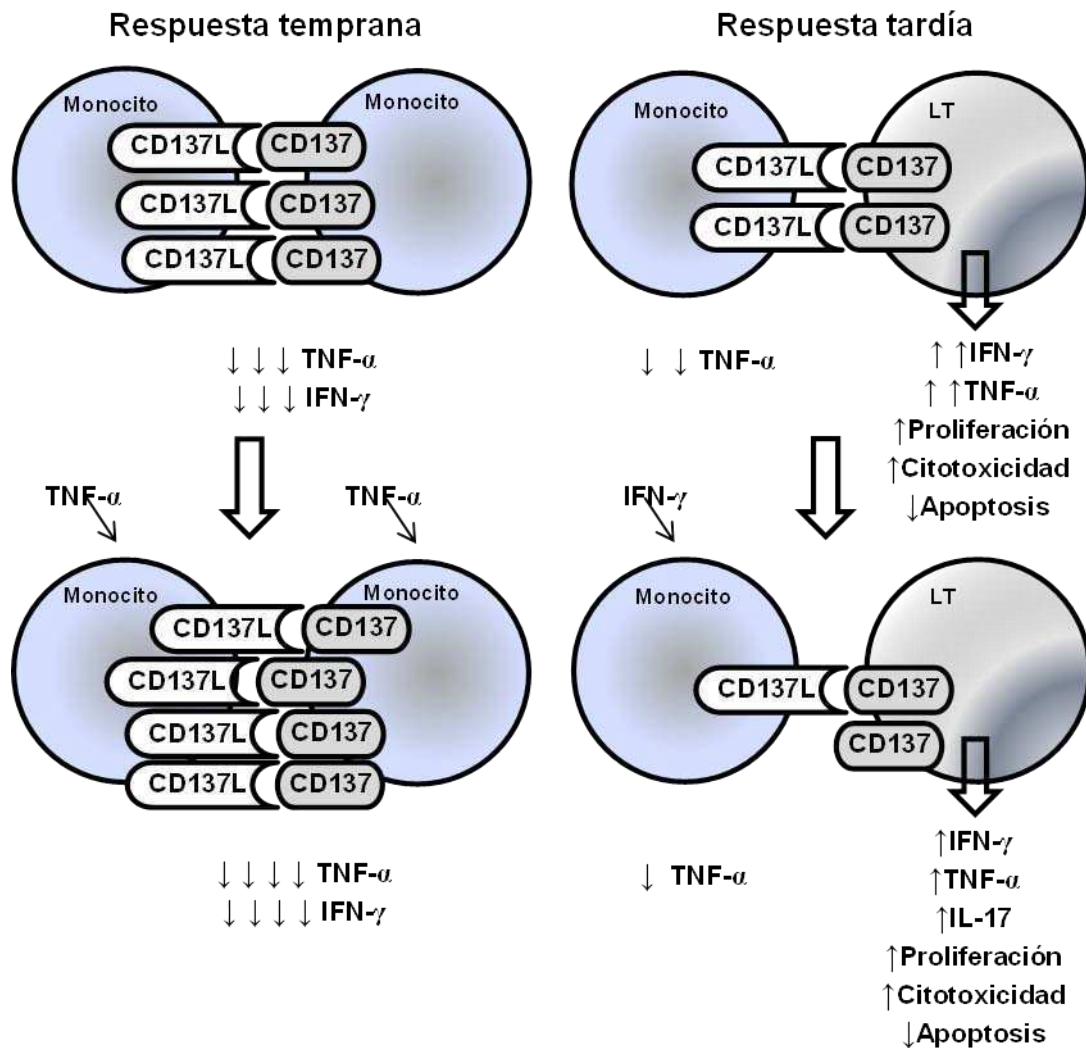 Respuesta temprana
Monocito
Monocito
CD137L
CD137
CD137L
CD137
CD137L
CD137
↓ ↓ ↓ TNF-α
↓ ↓ ↓ IFN-γ
TNF-α
TNF-α
Monocito
Monocito
CD137L
CD137
CD137L
CD137
CD137L
CD137
CD137L
CD137
↓ ↓ ↓ ↓ TNF-α
↓ ↓ ↓ ↓ IFN-γ
Respuesta tardía
Monocito
LT
CD137L
CD137
CD137L
CD137
↓ ↓ TNF-α
↑ ↑IFN-γ
↑ ↑TNF-α
↑Proliferación
↑Citotoxicidad
↓Apoptosis
IFN-γ
Monocito
LT
CD137L
CD137
CD137
↓ TNF-α
↑IFN-γ
↑TNF-α
↑IL-17
↑Proliferación
↑Citotoxicidad
↓Apoptosis